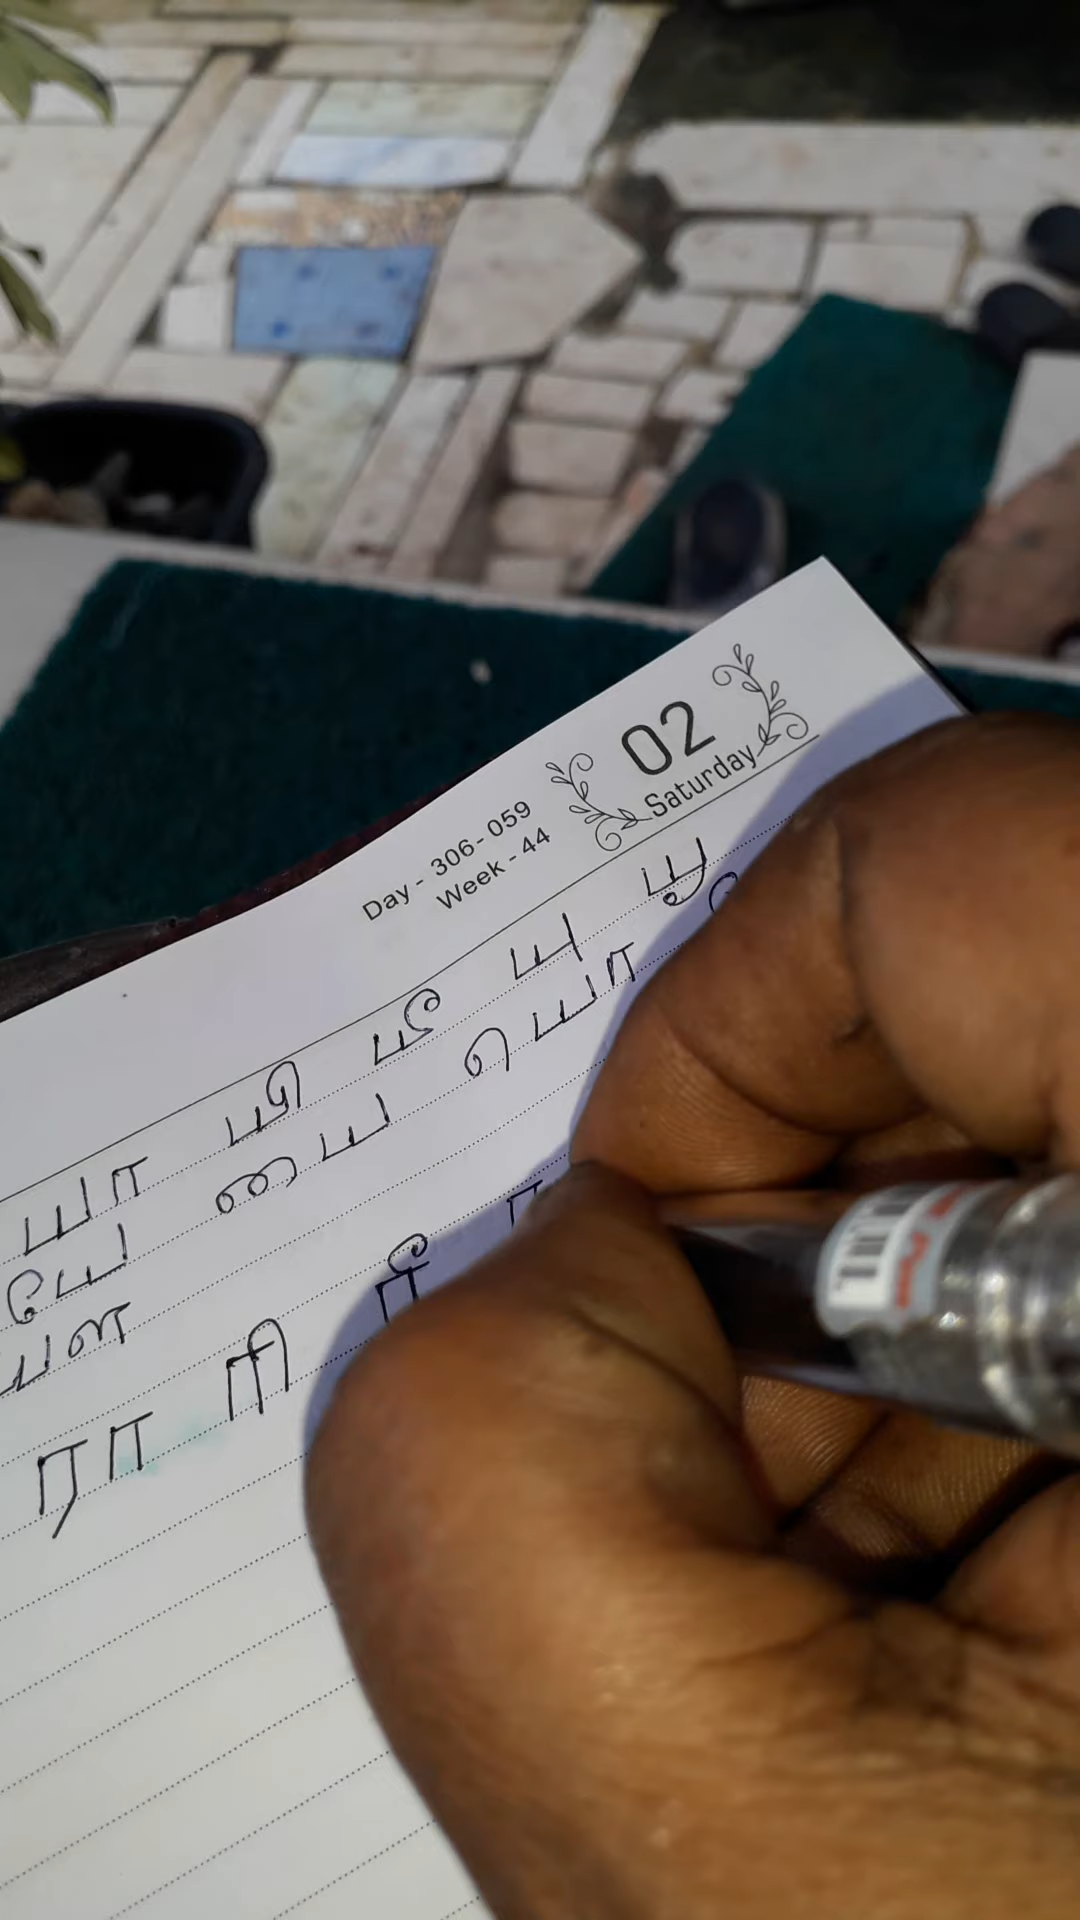 Day - 306 - 059
Week - 44
02
Saturday
யா யி யீ யு யூ
யே யை யொ
யௌ
ரா ரி ரீ